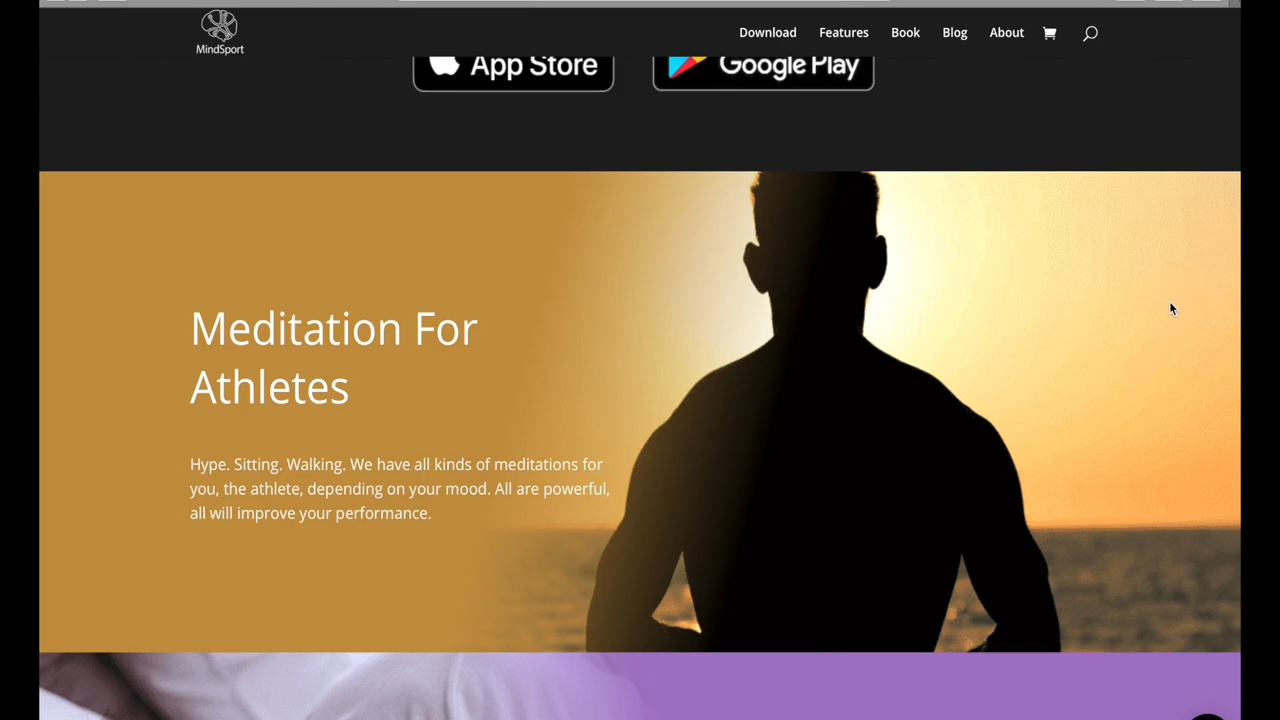 MindSport
Download Features Book Blog About
App Store Google Play
Meditation For
Athletes
Hype. Sitting. Walking. We have all kinds of meditations for
you, the athlete, depending on your mood. All are powerful,
all will improve your performance.